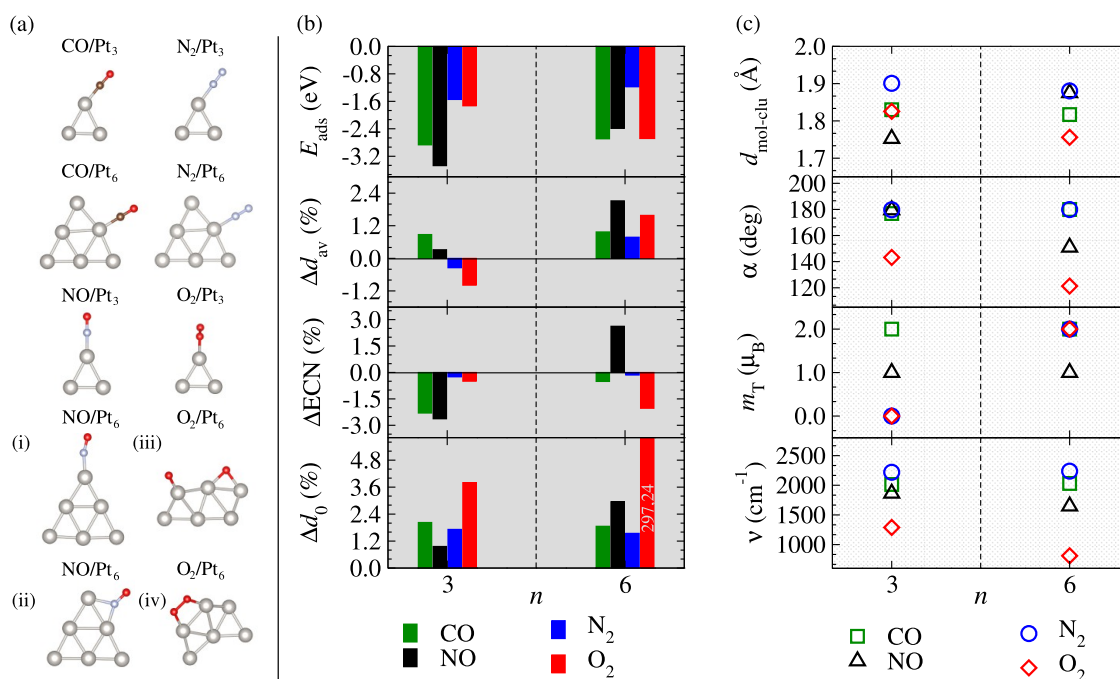 (a)
CO/Pt3 N2/Pt3
CO/Pt6 N2/Pt6
NO/Pt3 O2/Pt3
NO/Pt6 O2/Pt6
(i) (iii)
NO/Pt6 O2/Pt6
(ii) (iv)
(b)
Eads (eV)
0.0
-0.8
-1.6
-2.4
-3.2
Δdav (%)
2.4
1.2
0.0
-1.2
ΔECN (%)
3.0
1.5
0.0
-1.5
-3.0
Δd0 (%)
4.8
3.6
2.4
1.2
0.0
297.24
3 6
n
CO N2
NO O2
(c)
dmol-clu (Å)
2.0
1.9
1.8
1.7
α (deg)
200
180
160
140
120
mT (μB)
2.0
1.0
0.0
ν (cm-1)
2500
2000
1500
1000
3 6
n
CO N2
NO O2